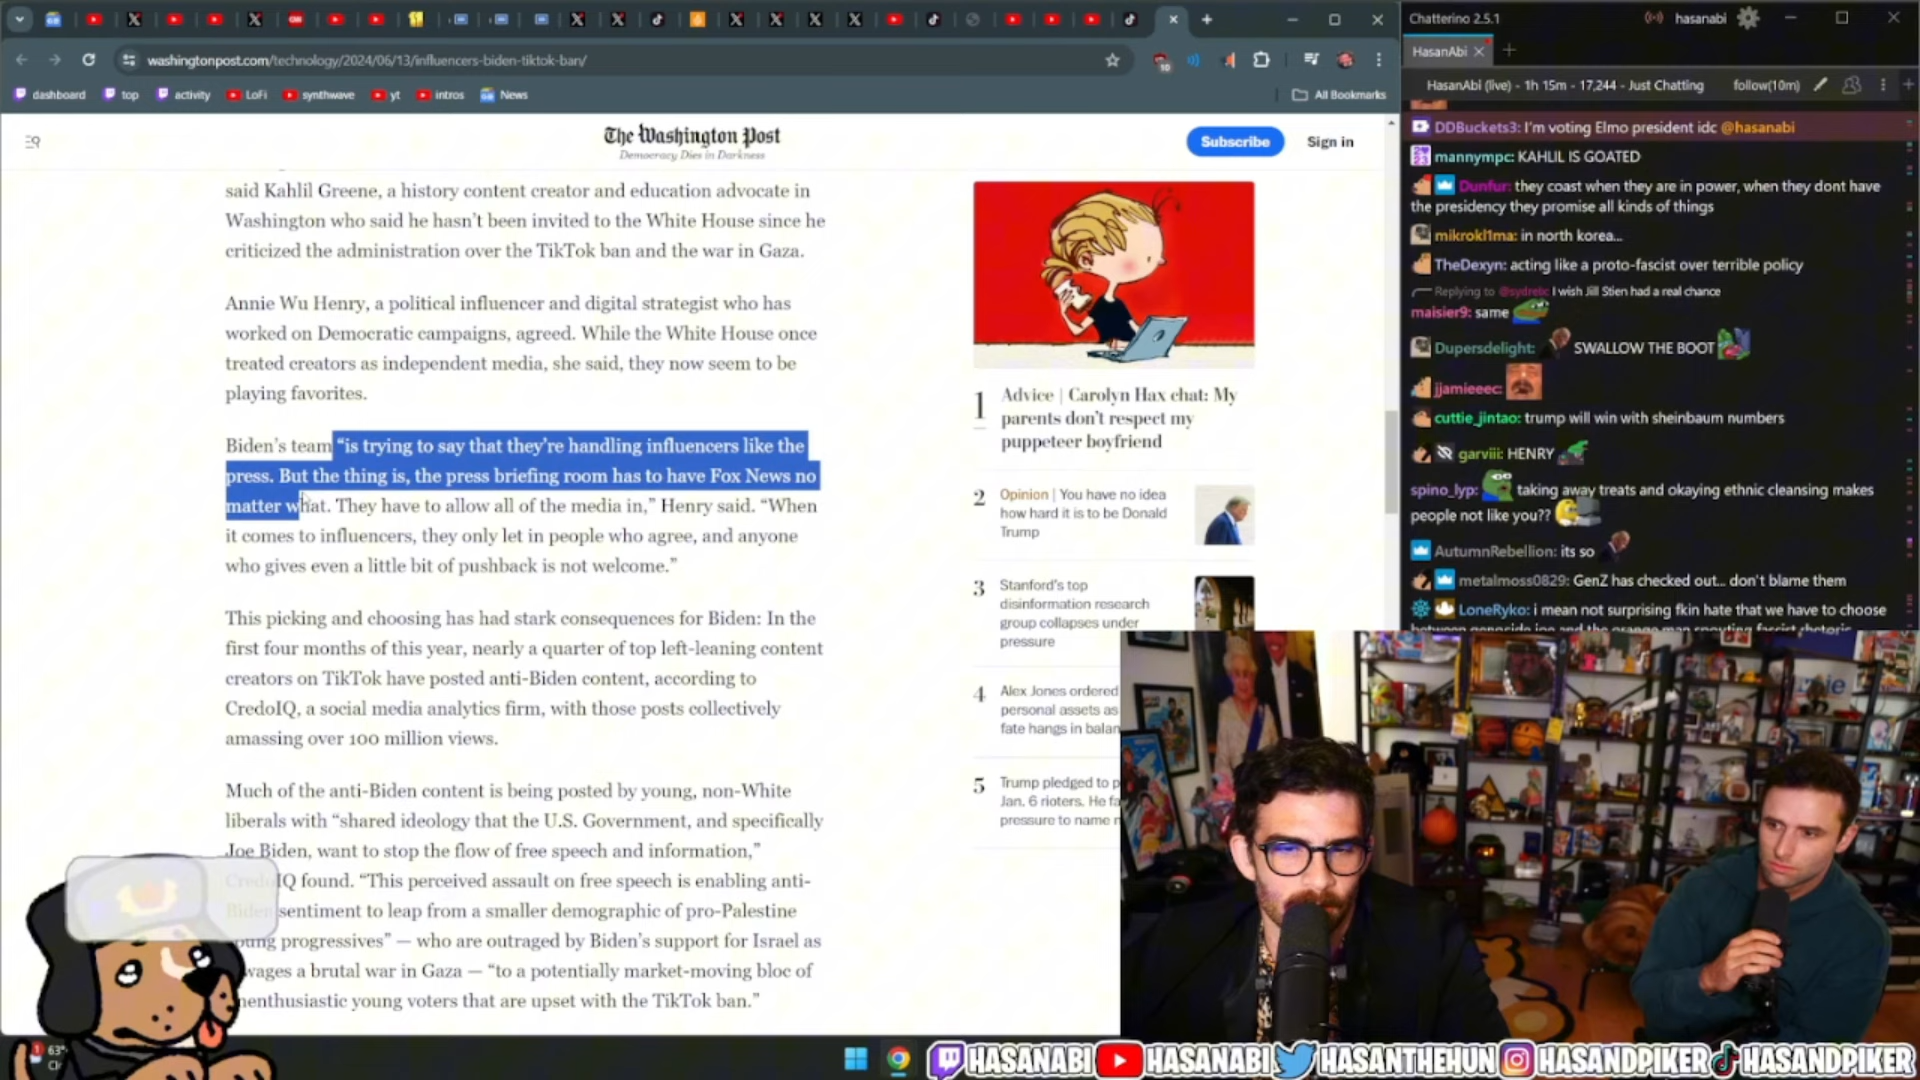 washingtonpost.com/technology/2024/06/13/influencers-biden-tiktok-ban/
dashboard top activity LoFi synthwave yt intros News All Bookmarks
The Washington Post
Democracy Dies in Darkness
Subscribe Sign in
said Kahlil Greene, a history content creator and education advocate in
Washington who said he hasn't been invited to the White House since he
criticized the administration over the TikTok ban and the war in Gaza.
Annie Wu Henry, a political influencer and digital strategist who has
worked on Democratic campaigns, agreed. While the White House once
treated creators as independent media, she said, they now seem to be
playing favorites.
Biden's team “is trying to say that they're handling influencers like the
press. But the thing is, the press briefing room has to have Fox News no
matter what. They have to allow all of the media in,” Henry said. “When
it comes to influencers, they only let in people who agree, and anyone
who gives even a little bit of pushback is not welcome.”
This picking and choosing has had stark consequences for Biden: In the
first four months of this year, nearly a quarter of top left-leaning content
creators on TikTok have posted anti-Biden content, according to
CredoIQ, a social media analytics firm, with those posts collectively
amassing over 100 million views.
Much of the anti-Biden content is being posted by young, non-White
liberals with “shared ideology that the U.S. Government, and specifically
Joe Biden, want to stop the flow of free speech and information,”
CredoIQ found. “This perceived assault on free speech is enabling anti-
Biden sentiment to leap from a smaller demographic of pro-Palestine
young progressives” — who are outraged by Biden's support for Israel as
wages a brutal war in Gaza — “to a potentially market-moving bloc of
nenthusiastic young voters that are upset with the TikTok ban.”
1 Advice | Carolyn Hax chat: My
parents don't respect my
puppeteer boyfriend
2 Opinion | You have no idea
how hard it is to be Donald
Trump
3 Stanford's top
disinformation research
group collapses under
pressure
4 Alex Jones ordered
personal assets as
fate hangs in balan
5 Trump pledged to p
Jan. 6 rioters. He fa
pressure to name r
Chatterino 2.5.1 hasanabi
HasanAbi
HasanAbi (live) - 1h 15m - 17,244 - Just Chatting follow(10m)
DDBuckets3: I'm voting Elmo president idc @hasanabi
mannympc: KAHLIL IS GOATED
Dunfur: they coast when they are in power, when they dont have
the presidency they promise all kinds of things
mikrokl1ma: in north korea...
TheDexyn: acting like a proto-fascist over terrible policy
Replying to @sydrelic I wish Jill Stien had a real chance
maisier9: same
Dupersdelight: SWALLOW THE BOOT
jjamieeec:
cuttie_jintao: trump will win with sheinbaum numbers
garviii: HENRY
spino_lyp: taking away treats and okaying ethnic cleansing makes
people not like you??
AutumnRebellion: its so
metalmoss0829: GenZ has checked out... don't blame them
LoneRyko: i mean not surprising fkin hate that we have to choose
between genocide joe and the orange man spouting fascist rhetoric
63°
HASANABI HASANABI HASANTHEHUN HASANDPIKER HASANDPIKER